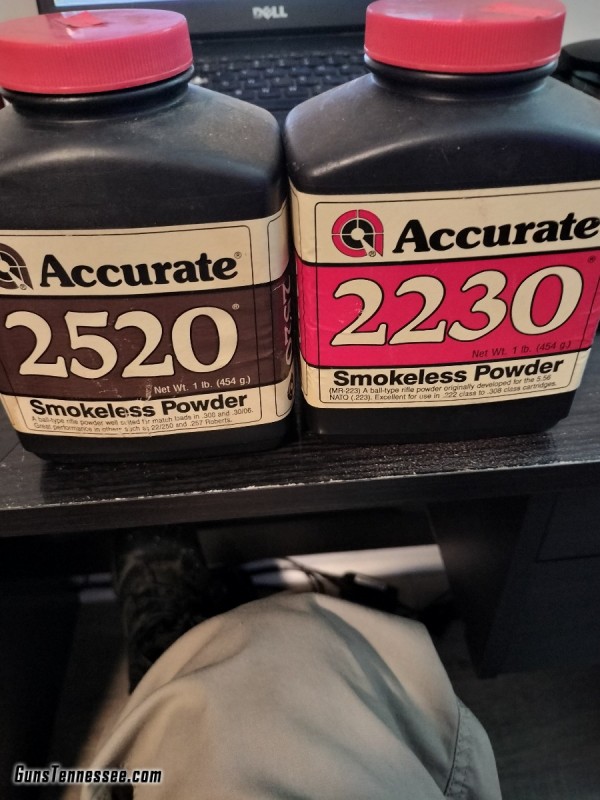 DELL
Accurate®
2520®
Net Wt. 1 lb. (454 g.)
Smokeless Powder
A ball-type rifle powder well suited for match loads in .308 and .30/06.
Great performance in others such as 22/250 and .257 Roberts.
2520
Accurate
2230®
Net Wt. 1 lb. (454 g.)
Smokeless Powder
(MR-223) A ball-type rifle powder originally developed for the 5.56
NATO (.223). Excellent for use in .222 class to .308 class cartridges.
GunsTennessee.com